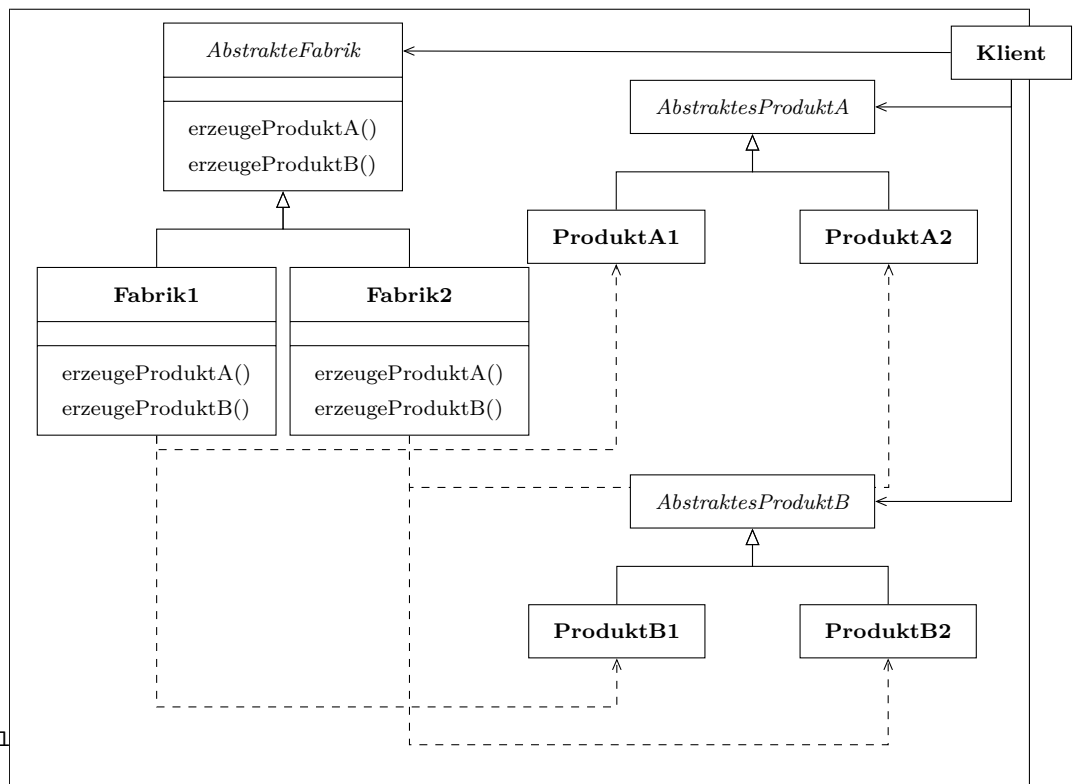 AbstrakteFabrik
erzeugeProduktA()
erzeugeProduktB()
Klient
AbstraktesProduktA
ProduktA1
ProduktA2
Fabrik1
erzeugeProduktA()
erzeugeProduktB()
Fabrik2
erzeugeProduktA()
erzeugeProduktB()
AbstraktesProduktB
ProduktB1
ProduktB2